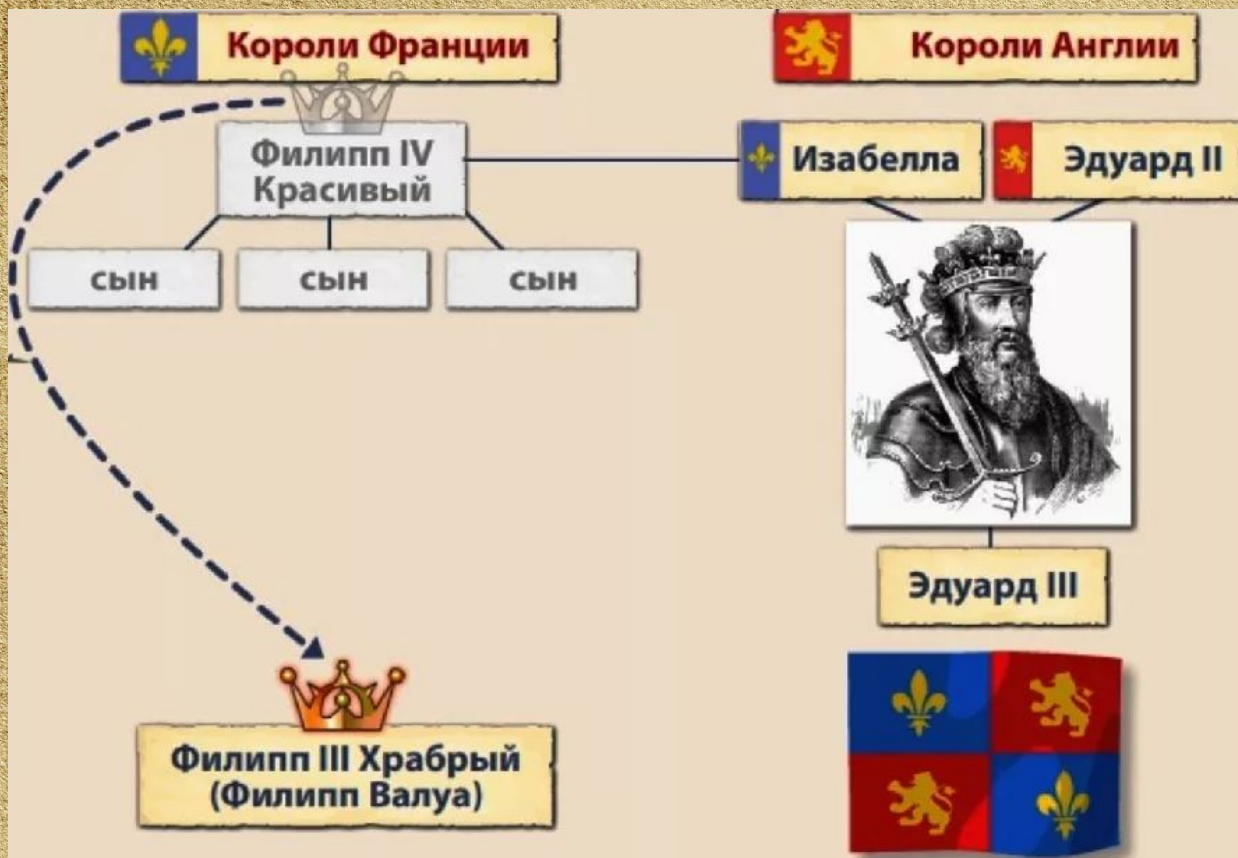 Короли Франции
Короли Англии
Филипп IV
Красивый
Изабелла
Эдуард II
сын
сын
сын
Эдуард III
Филипп III Храбрый
(Филипп Валуа)